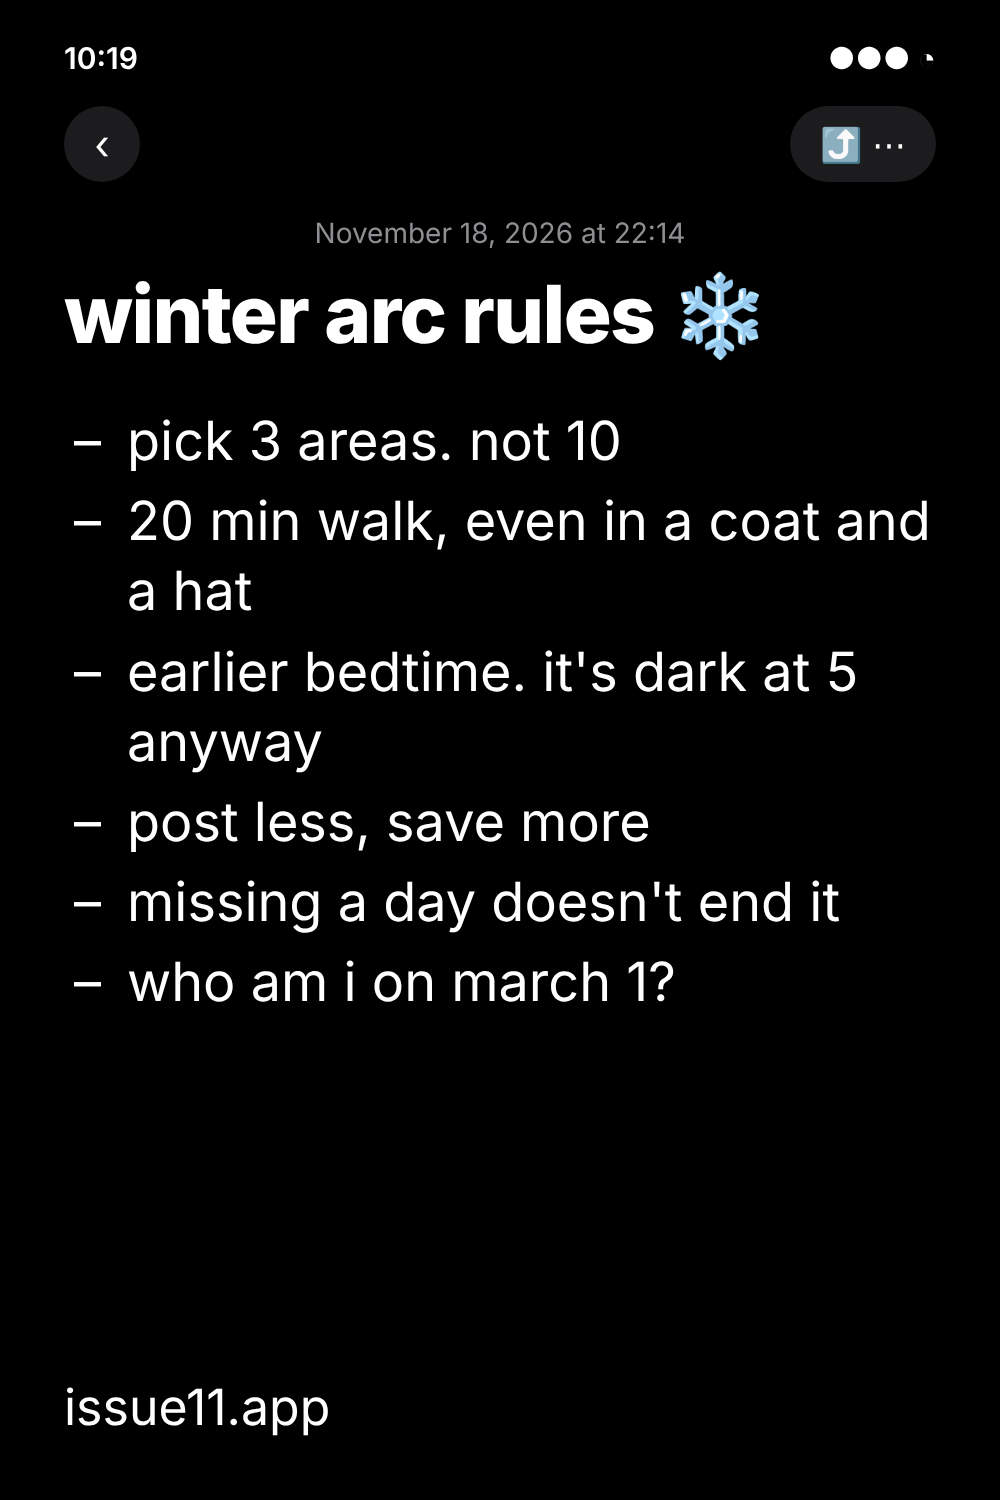 10:19
November 18, 2026 at 22:14
winter arc rules ❄️
– pick 3 areas. not 10
– 20 min walk, even in a coat and
a hat
– earlier bedtime. it's dark at 5
anyway
– post less, save more
– missing a day doesn't end it
– who am i on march 1?
issue11.app